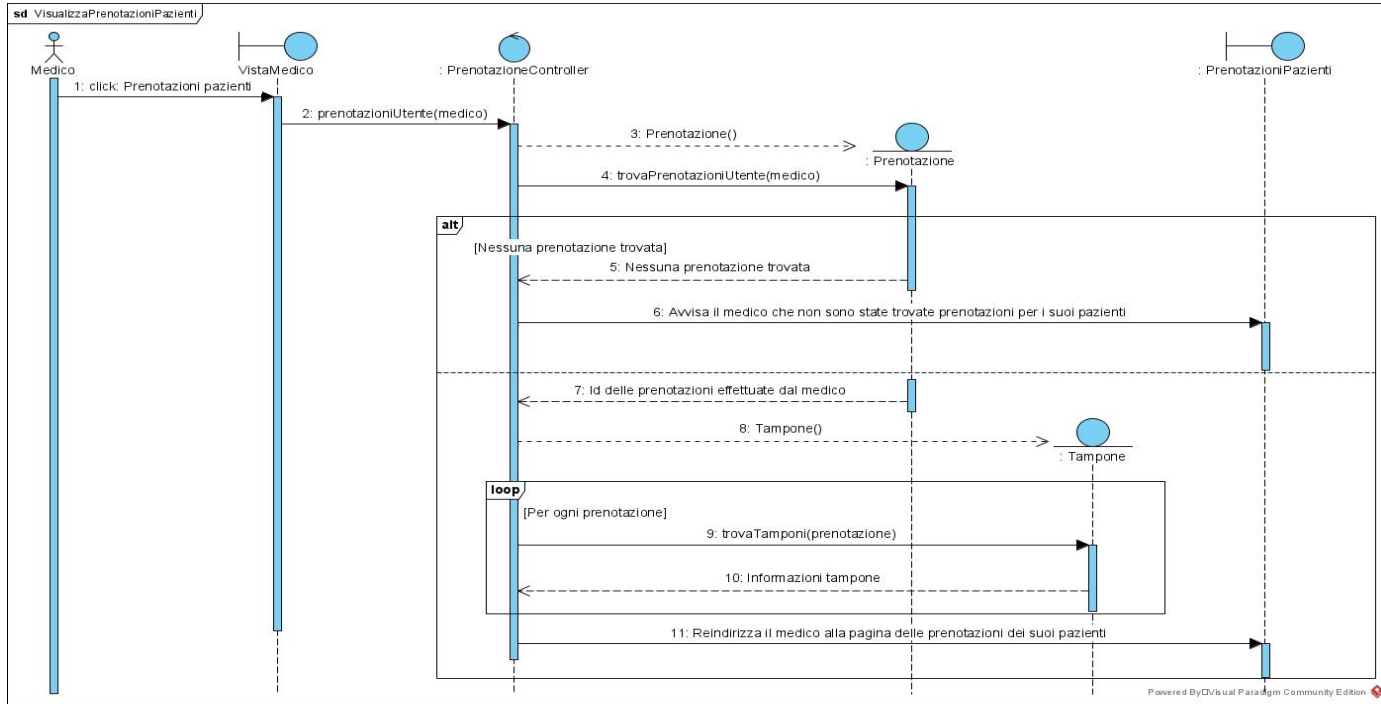 sd VisualizzaPrenotazioniPazienti
Medico
VistaMedico
: PrenotazioneController
: PrenotazioniPazienti
1: click: Prenotazioni pazienti
2: prenotazioniUtente(medico)
3: Prenotazione()
: Prenotazione
4: trovaPrenotazioniUtente(medico)
alt
[Nessuna prenotazione trovata]
5: Nessuna prenotazione trovata
6: Avvisa il medico che non sono state trovate prenotazioni per i suoi pazienti
7: Id delle prenotazioni effettuate dal medico
8: Tampone()
: Tampone
loop
[Per ogni prenotazione]
9: trovaTamponi(prenotazione)
10: Informazioni tampone
11: Reindirizza il medico alla pagina delle prenotazioni dei suoi pazienti
Powered By Visual Paradigm Community Edition